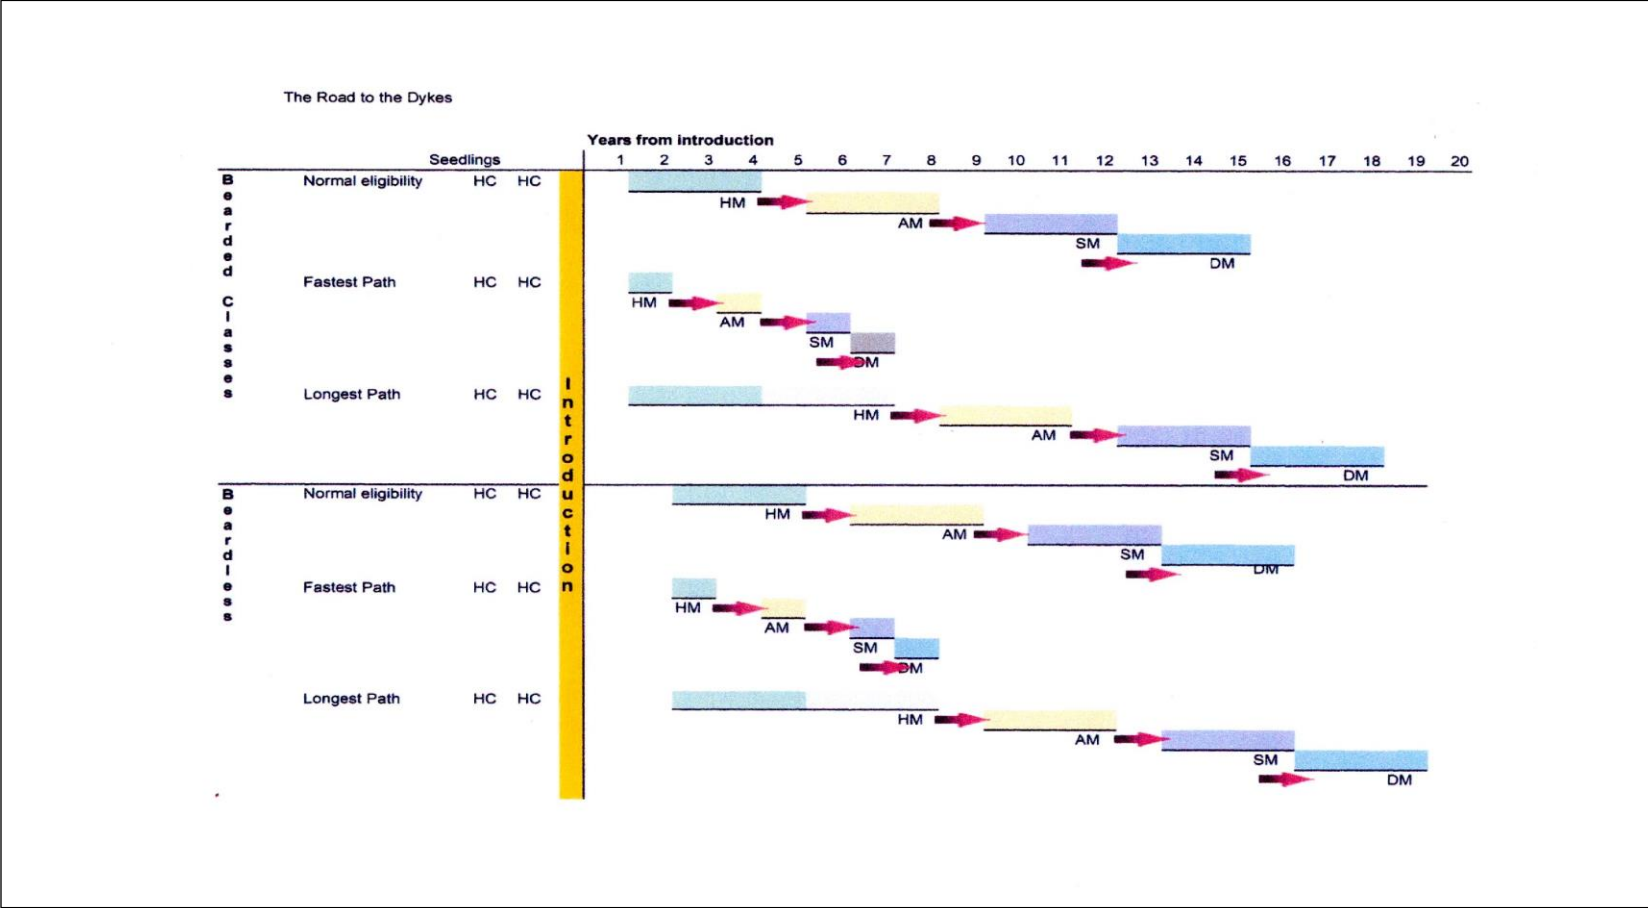 The Road to the Dykes
Years from introduction
Seedlings 1 2 3 4 5 6 7 8 9 10 11 12 13 14 15 16 17 18 19 20
Bearded Classes
Normal eligibility HC HC
HM
AM
SM
DM
Fastest Path HC HC
HM
AM
SM
DM
Introduction
Longest Path HC HC
HM
AM
SM
DM
Beardless
Normal eligibility HC HC
HM
AM
SM
DM
Fastest Path HC HC
HM
AM
SM
DM
Longest Path HC HC
HM
AM
SM
DM